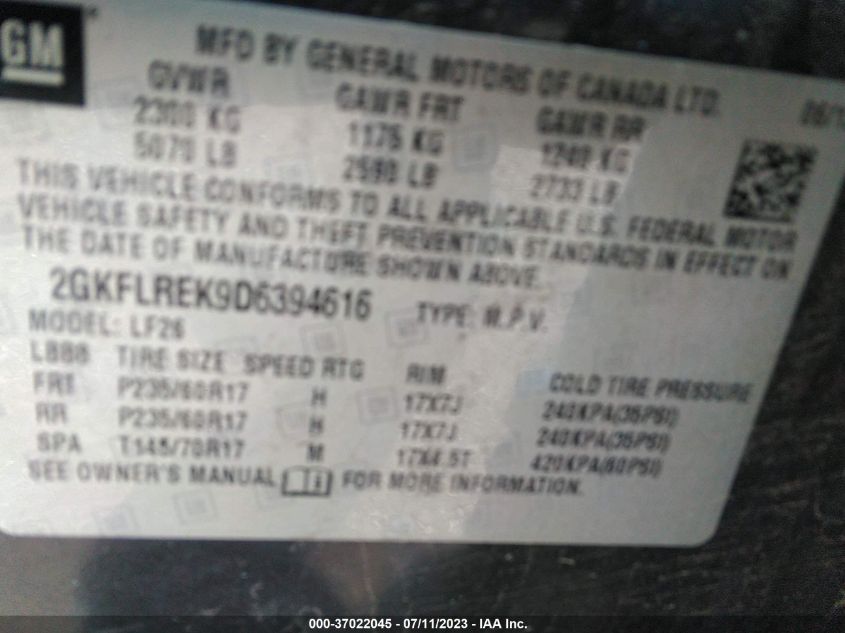 GM
MFD BY GENERAL MOTORS OF CANADA LTD.
GVWR GAWR FRT GAWR RR
2300 KG 1175 KG 1240 KG
5070 LB 2590 LB 2733 LB
THIS VEHICLE CONFORMS TO ALL APPLICABLE U.S. FEDERAL MOTOR
VEHICLE SAFETY AND THEFT PREVENTION STANDARDS IN EFFECT ON
THE DATE OF MANUFACTURE SHOWN ABOVE.
2GKFLREK9D6394616 TYPE: M.P.V.
MODEL: LF26
TIRE SIZE SPEED RTG RIM COLD TIRE PRESSURE
FRT P235/60R17 H 17X7J 240KPA(35PSI)
RR P235/60R17 H 17X7J 240KPA(35PSI)
SPA T145/70R17 M 17X4.5T 420KPA(60PSI)
SEE OWNER'S MANUAL FOR MORE INFORMATION.
000-37022045 - 07/11/2023 - IAA Inc.